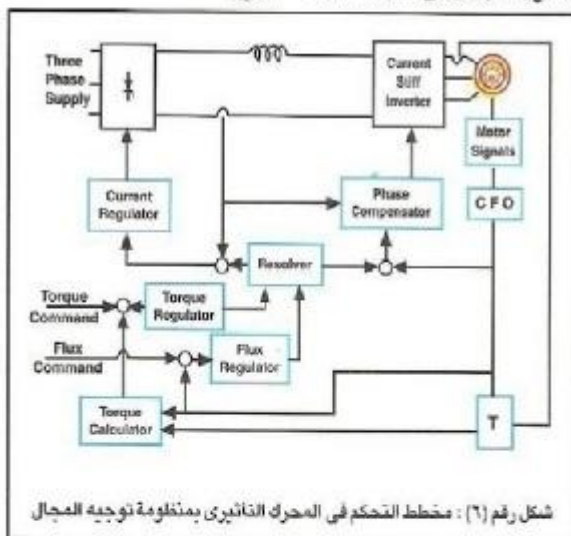 Three
Phase
Supply
Current
Stiff
Inverter
Motor
Signals
C F O
Current
Regulator
Phase
Compensator
Resolver
Torque
Command
Torque
Regulator
Flux
Command
Flux
Regulator
Torque
Calculator
T
شكل رقم (٦) : مخطط التحكم فى المحرك التأثيرى بمنظومة توجيه المجال